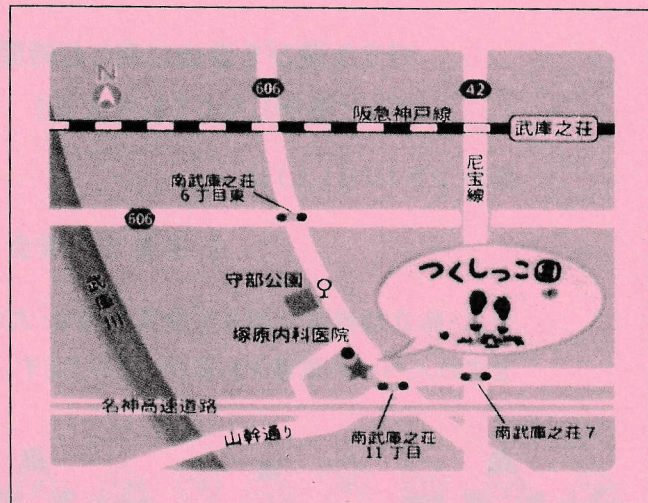 N
606
42
阪急神戸線
武庫之荘
南武庫之荘
6丁目東
尼宝線
606
つくしっこ園
武庫川
守部公園
塚原内科医院
名神高速道路
山幹通り
南武庫之荘
11丁目
南武庫之荘7